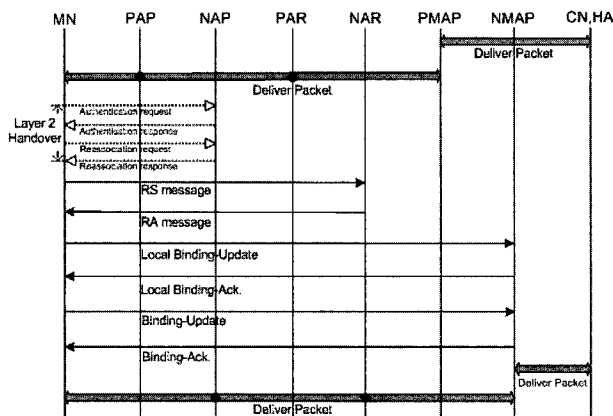 MN PAP NAP PAR NAR PMAP NMAP CN,HA
Deliver Packet
Deliver Packet
Authentication request
Layer 2
Handover
Authentication response
Reassociation request
Reassociation response
RS message
RA message
Local Binding-Update
Local Binding-Ack.
Binding-Update
Binding-Ack.
Deliver Packet
Deliver Packet